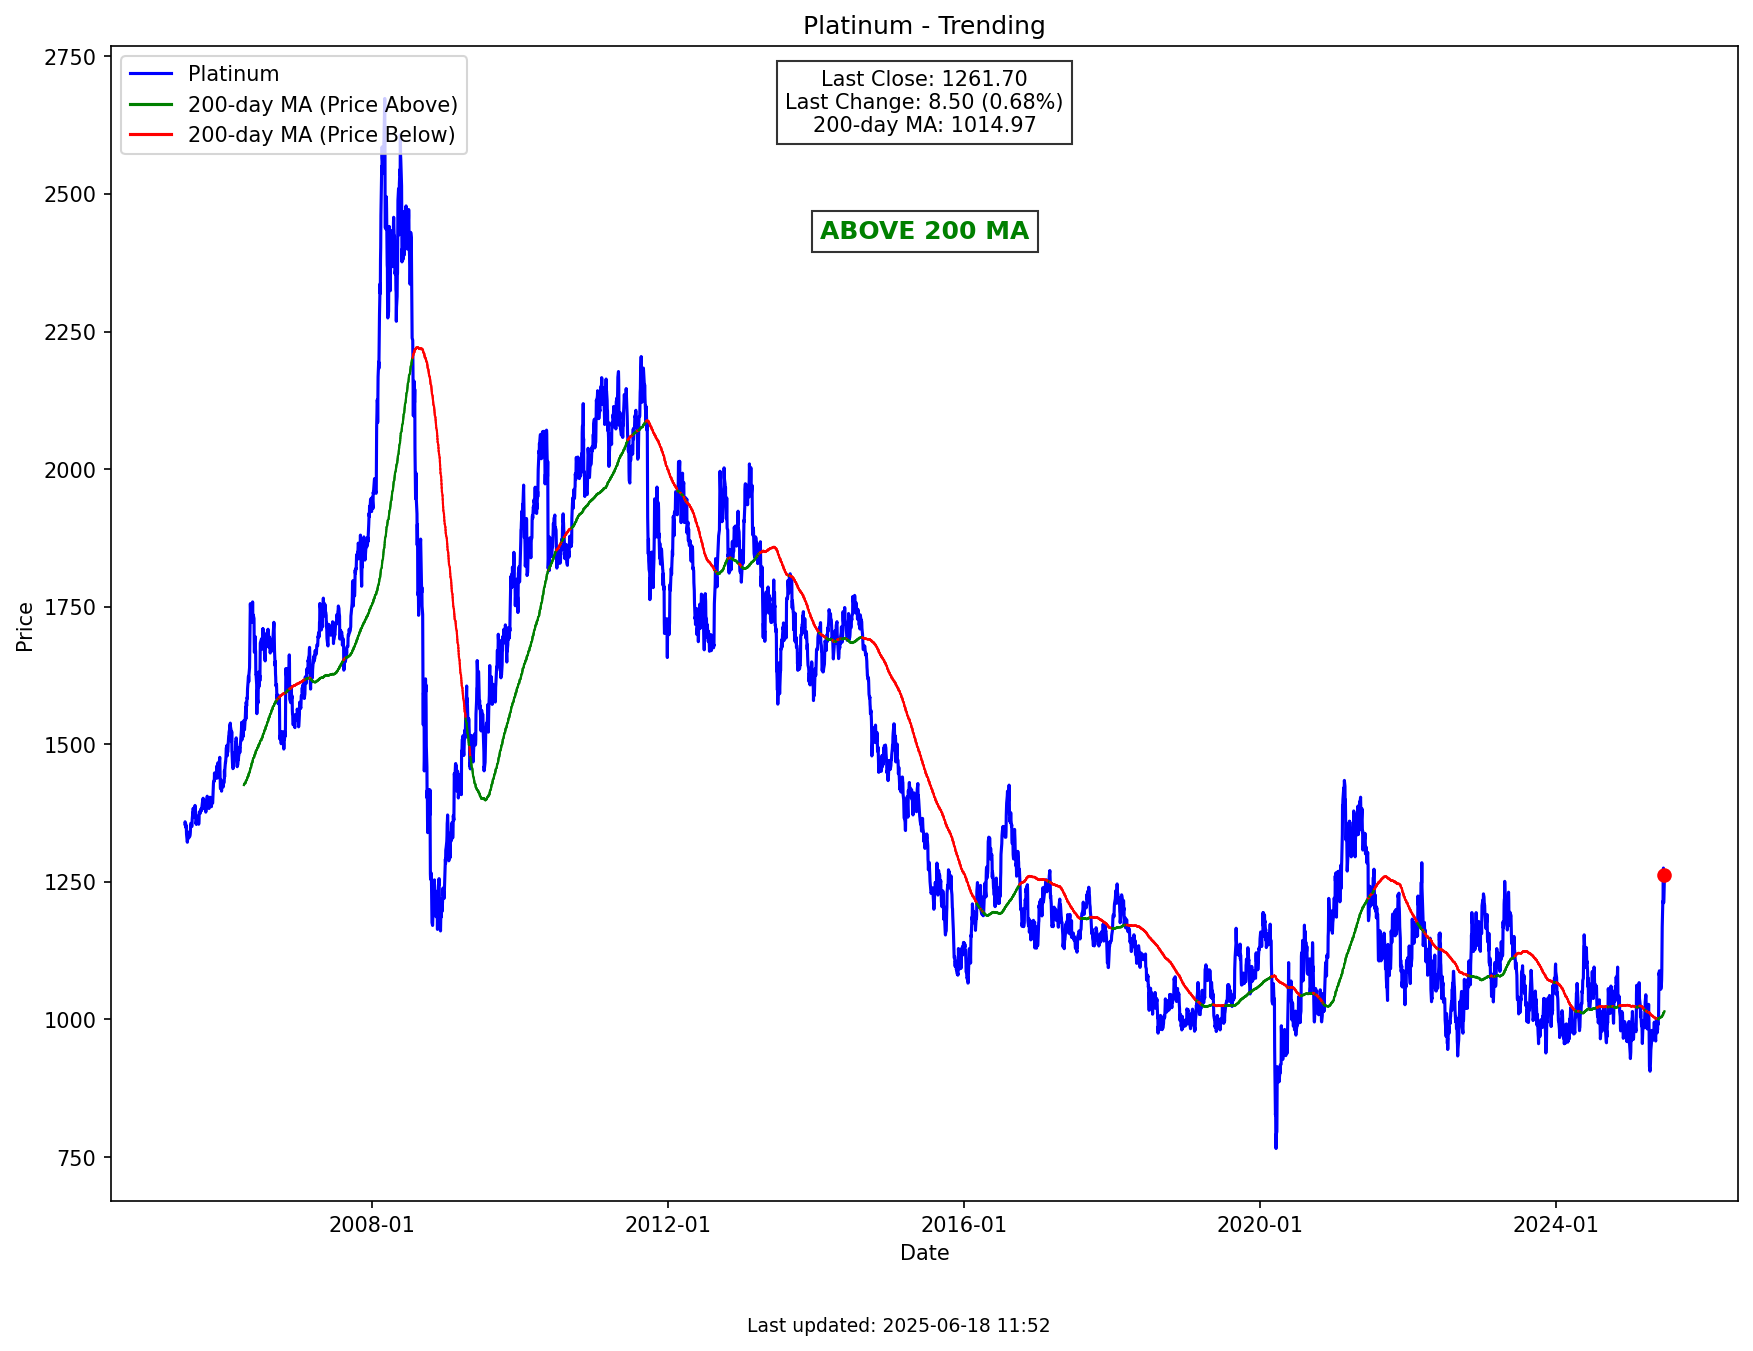 Platinum - Trending
2750
2500
2250
2000
1750
1500
1250
1000
750
Price
Platinum
200-day MA (Price Above)
200-day MA (Price Below)
Last Close: 1261.70
Last Change: 8.50 (0.68%)
200-day MA: 1014.97
ABOVE 200 MA
2008-01
2012-01
2016-01
2020-01
2024-01
Date
Last updated: 2025-06-18 11:52